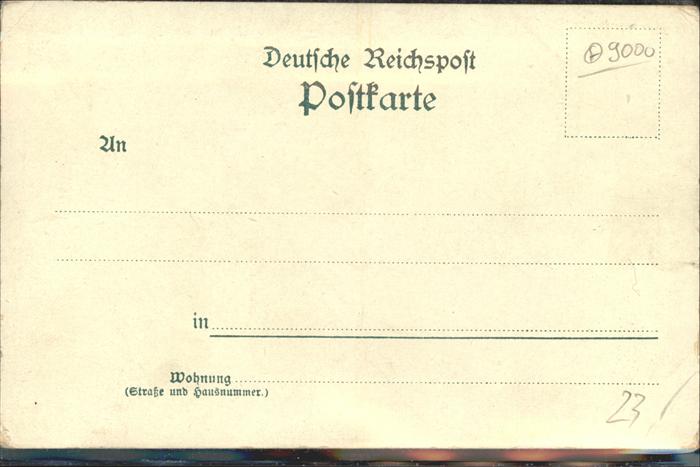 Deutsche Reichspost
Postkarte
9000
An
in
Wohnung
(Straße und Hausnummer.)
23